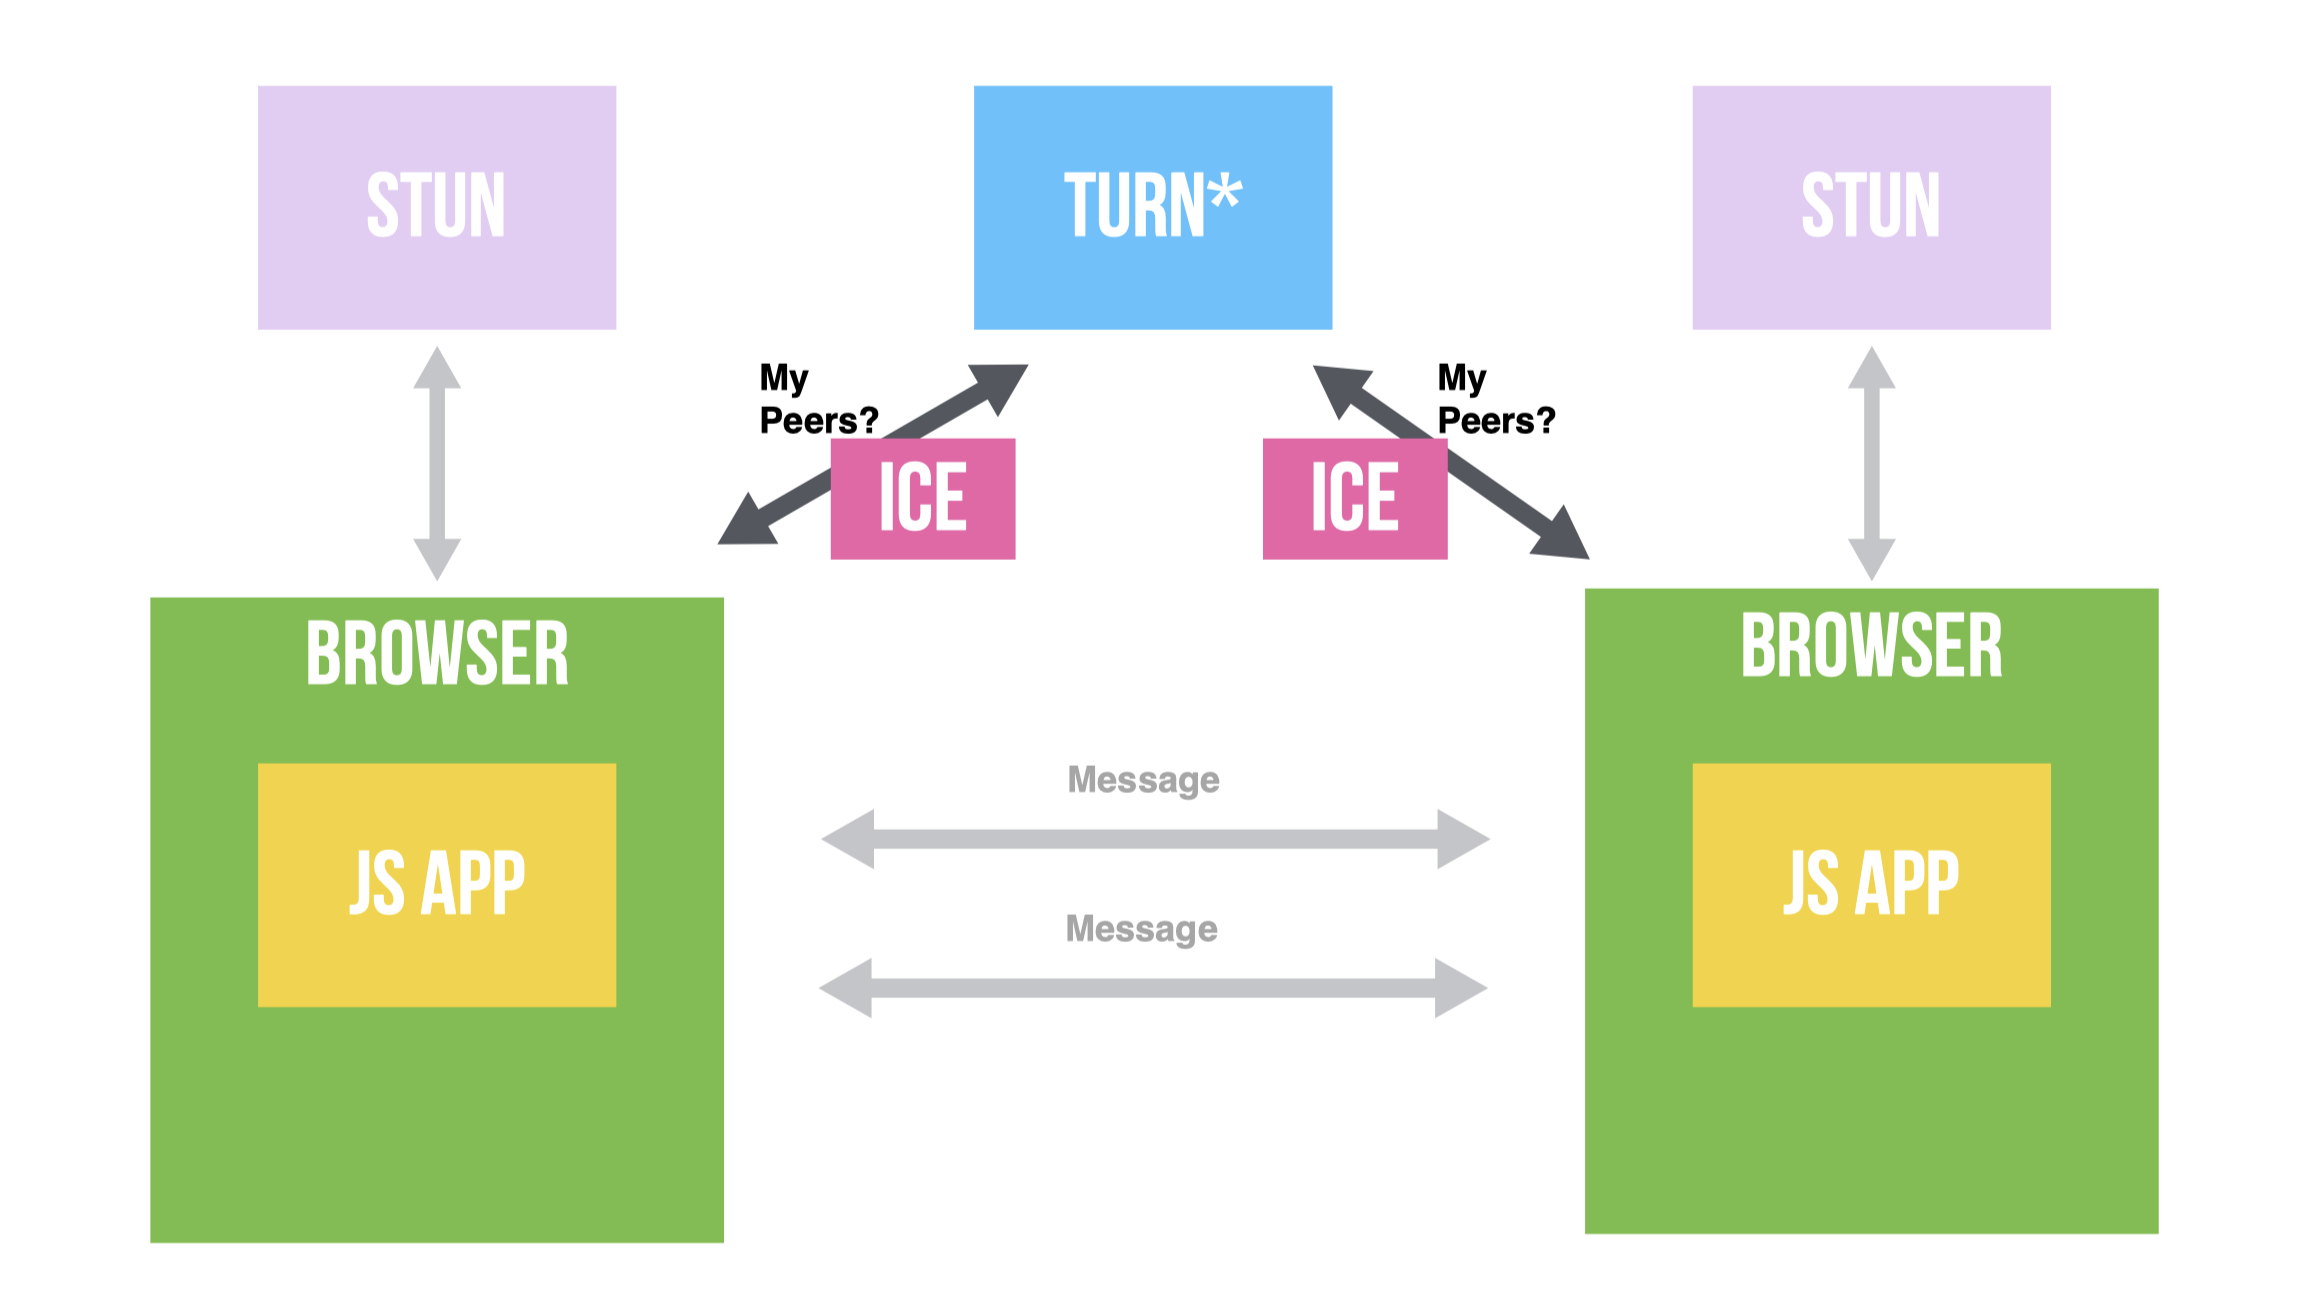 STUN
TURN*
STUN
My
Peers?
My
Peers?
ICE
ICE
BROWSER
BROWSER
Message
JS APP
JS APP
Message